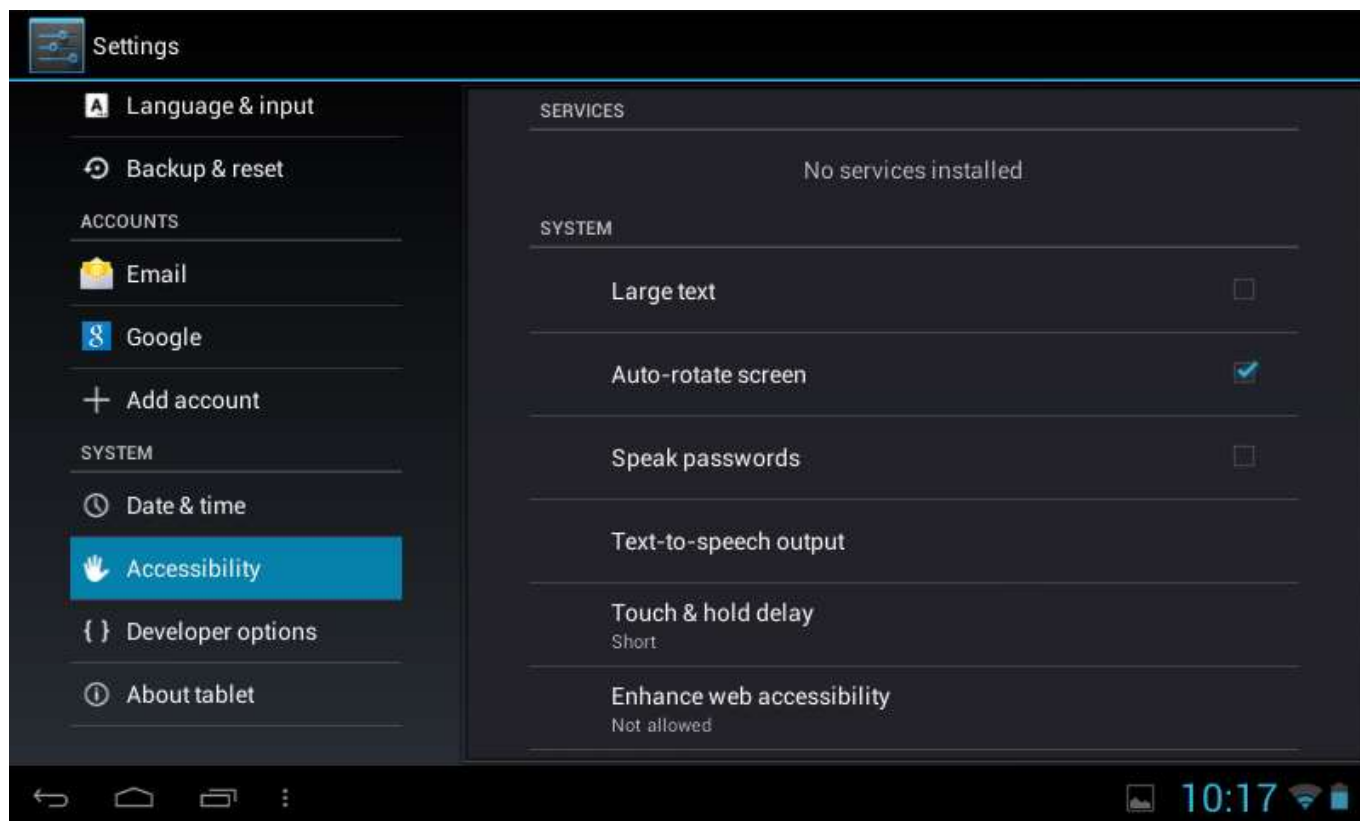 Settings
Language & input
Backup & reset
ACCOUNTS
Email
Google
Add account
SYSTEM
Date & time
Accessibility
{ } Developer options
About tablet
SERVICES
No services installed
SYSTEM
Large text
Auto-rotate screen
Speak passwords
Text-to-speech output
Touch & hold delay
Short
Enhance web accessibility
Not allowed
10:17